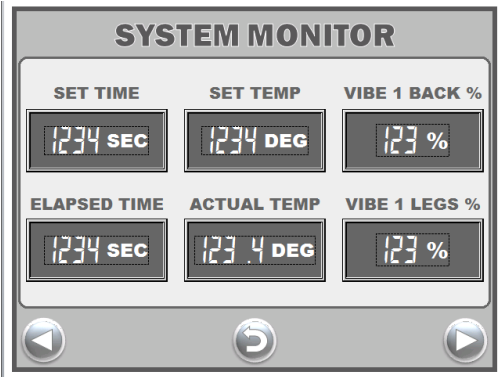 SYSTEM MONITOR
SET TIME SET TEMP VIBE 1 BACK %
1234 SEC 1234 DEG 123 %
ELAPSED TIME ACTUAL TEMP VIBE 1 LEGS %
1234 SEC 123.4 DEG 123 %